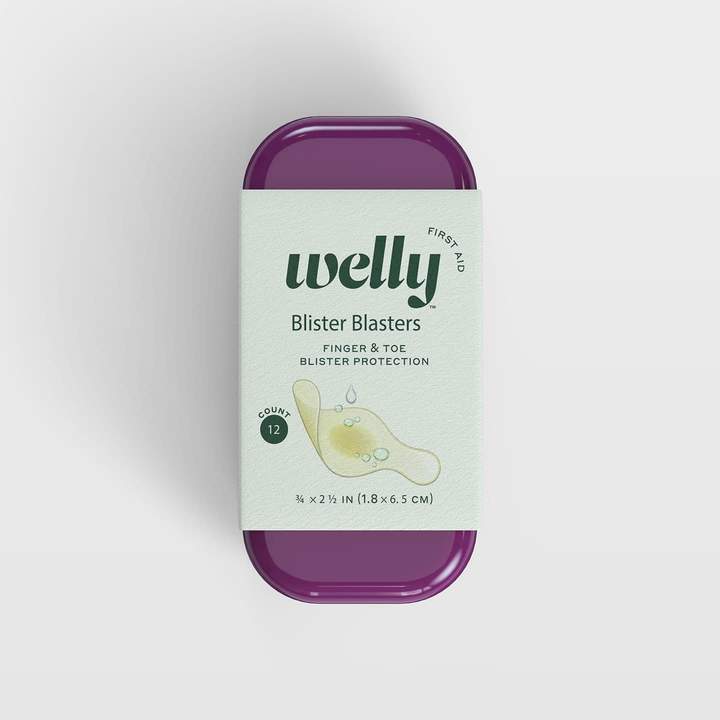 FIRST AID
welly™
Blister Blasters
FINGER & TOE
BLISTER PROTECTION
COUNT
12
¾ × 2 ½ IN (1.8 × 6.5 CM)